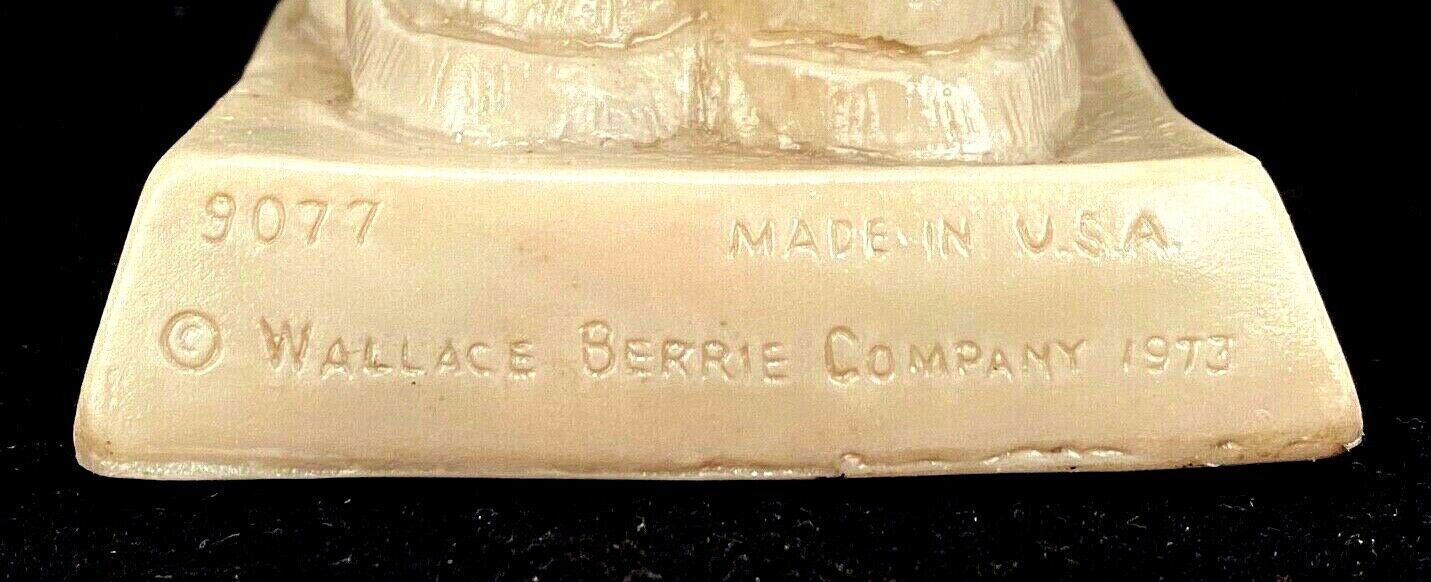 9077 MADE IN U.S.A.
© WALLACE BERRIE COMPANY 1973